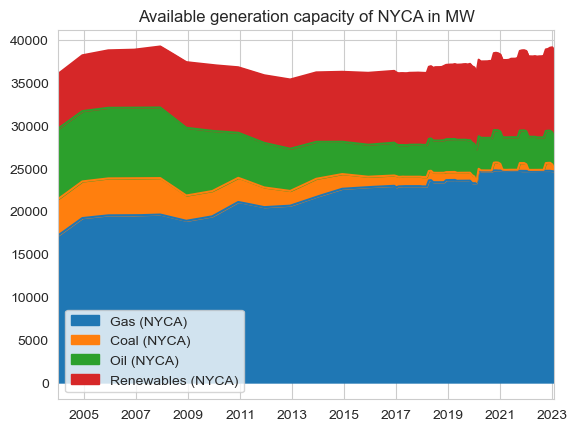 Available generation capacity of NYCA in MW
40000
35000
30000
25000
20000
15000
10000
5000
0
Gas (NYCA)
Coal (NYCA)
Oil (NYCA)
Renewables (NYCA)
2005 2007 2009 2011 2013 2015 2017 2019 2021 2023